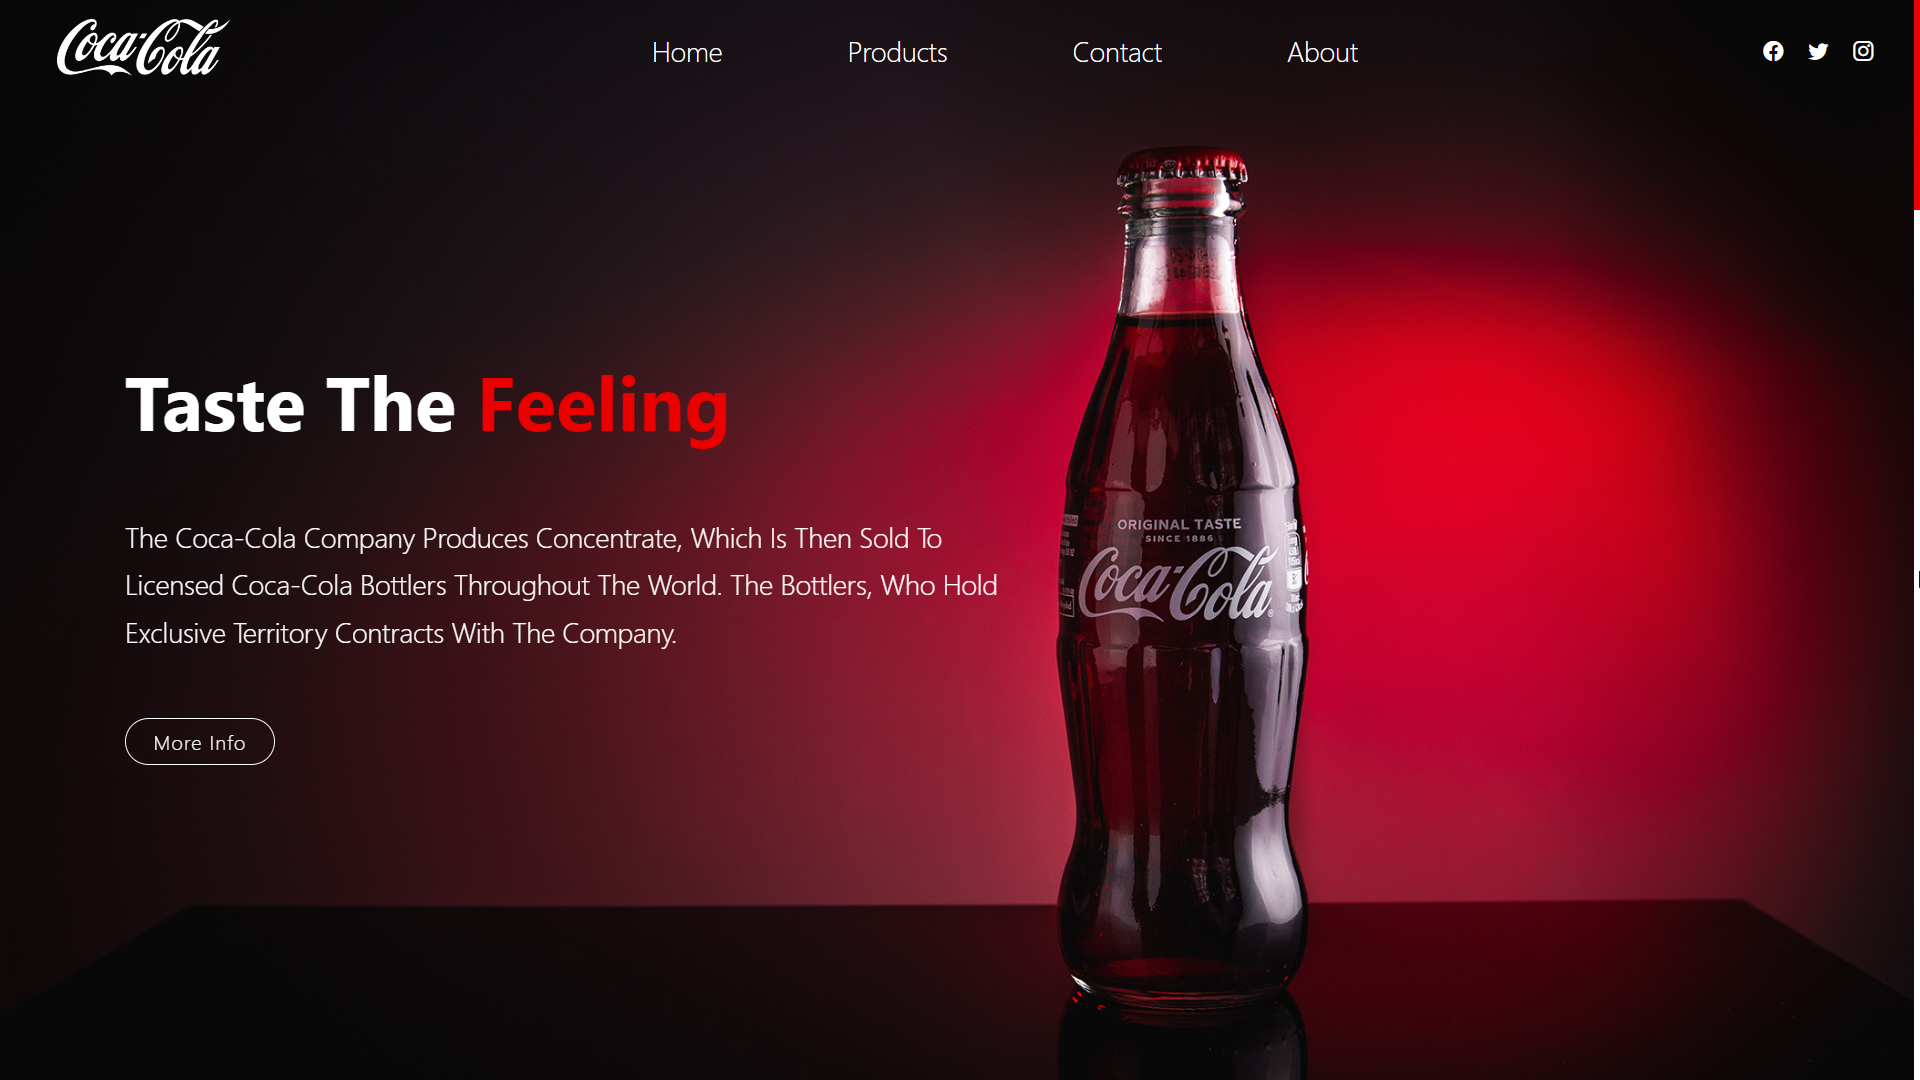 Coca-Cola
Home
Products
Contact
About
Taste The Feeling
The Coca-Cola Company Produces Concentrate, Which Is Then Sold To
Licensed Coca-Cola Bottlers Throughout The World. The Bottlers, Who Hold
Exclusive Territory Contracts With The Company.
More Info
ORIGINAL TASTE
SINCE 1886
Coca-Cola